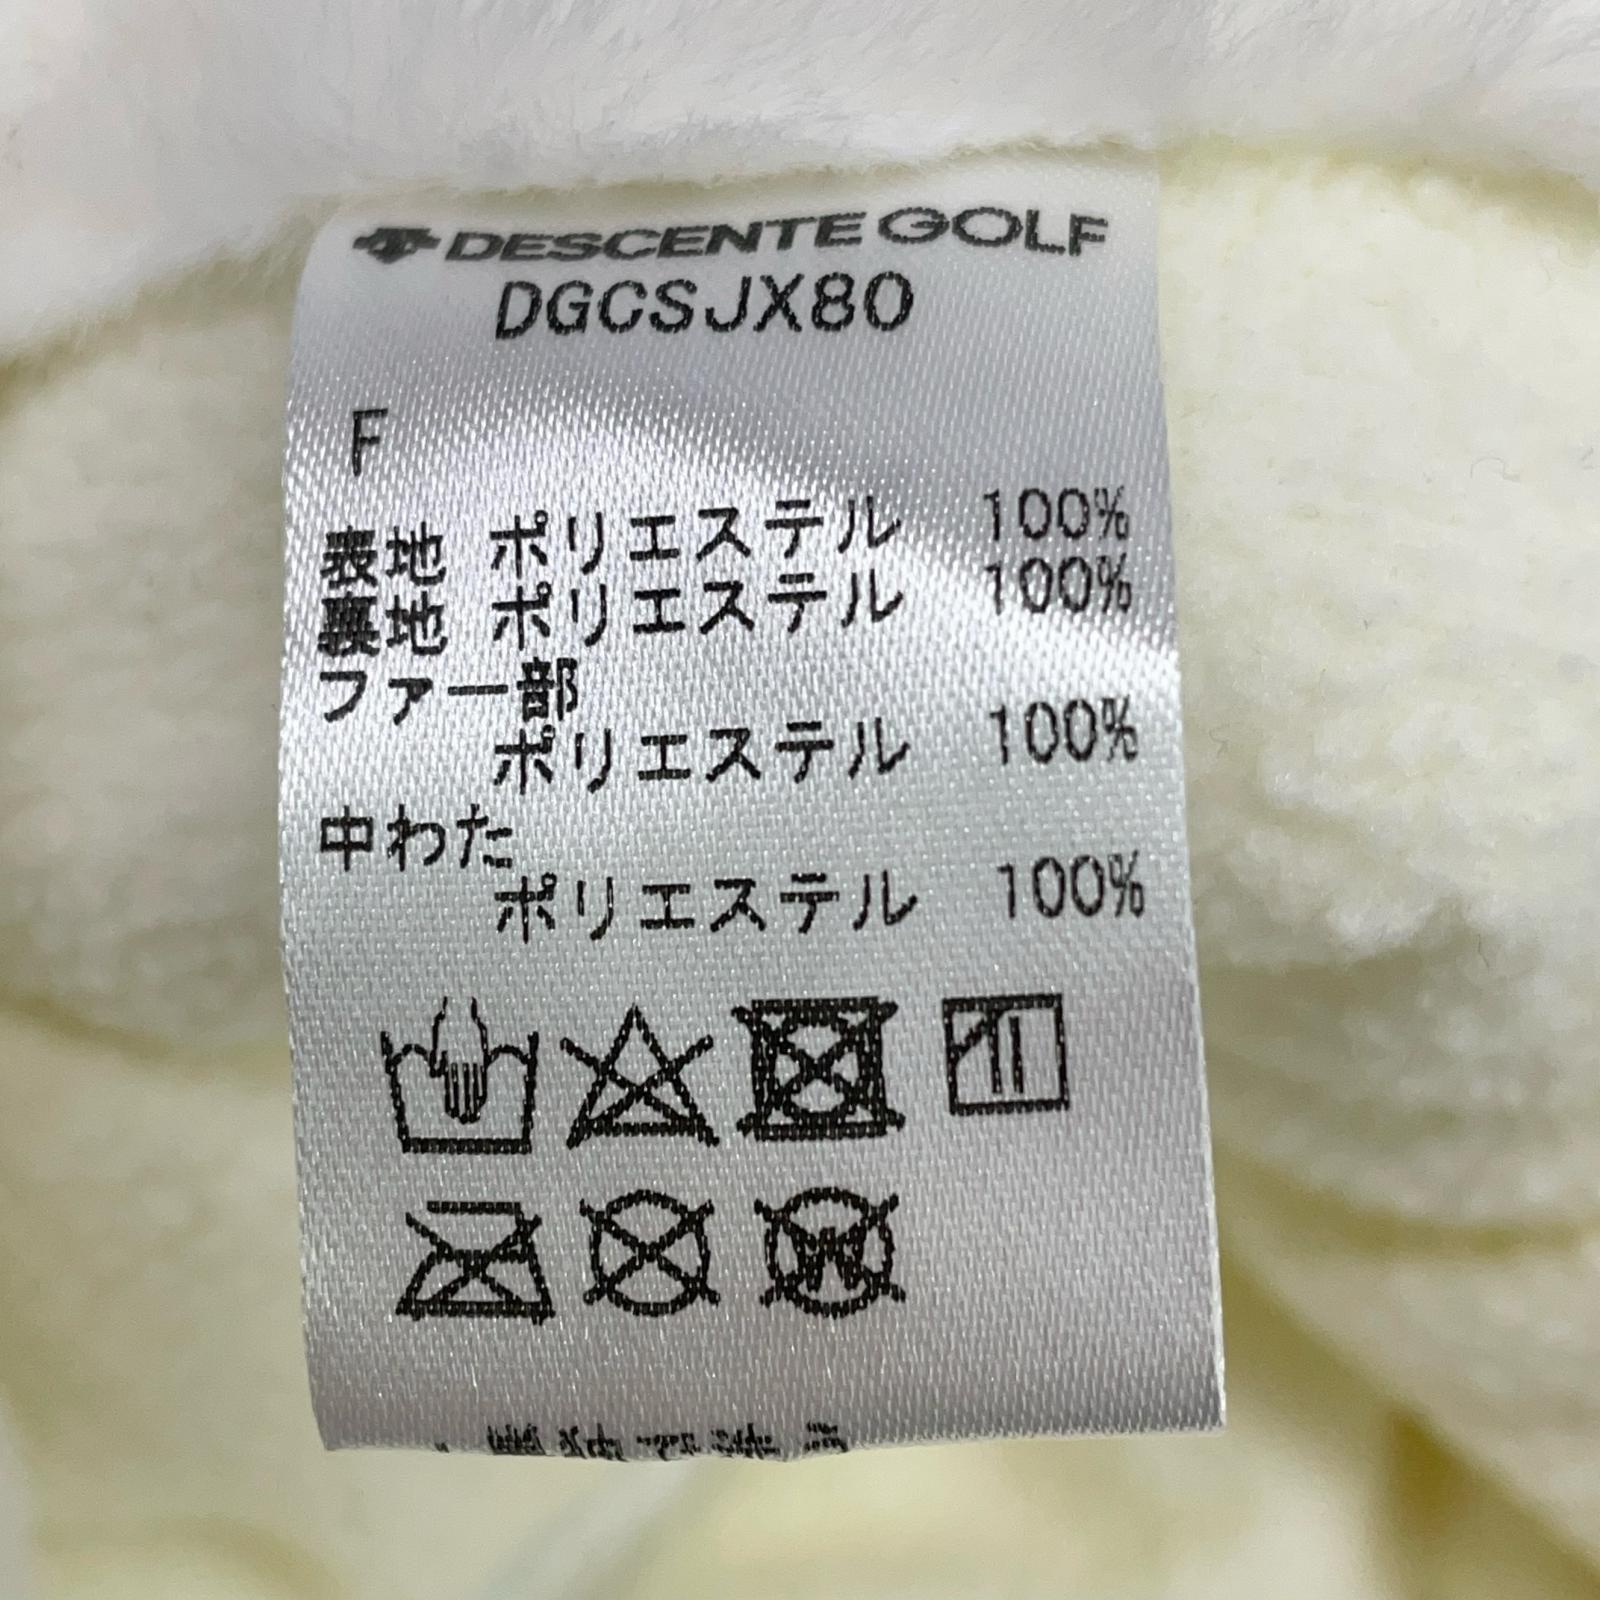 DESCENTE GOLF
DGCSJX80
F
表地 ポリエステル 100%
裏地 ポリエステル 100%
ファー部
ポリエステル 100%
中わた
ポリエステル 100%